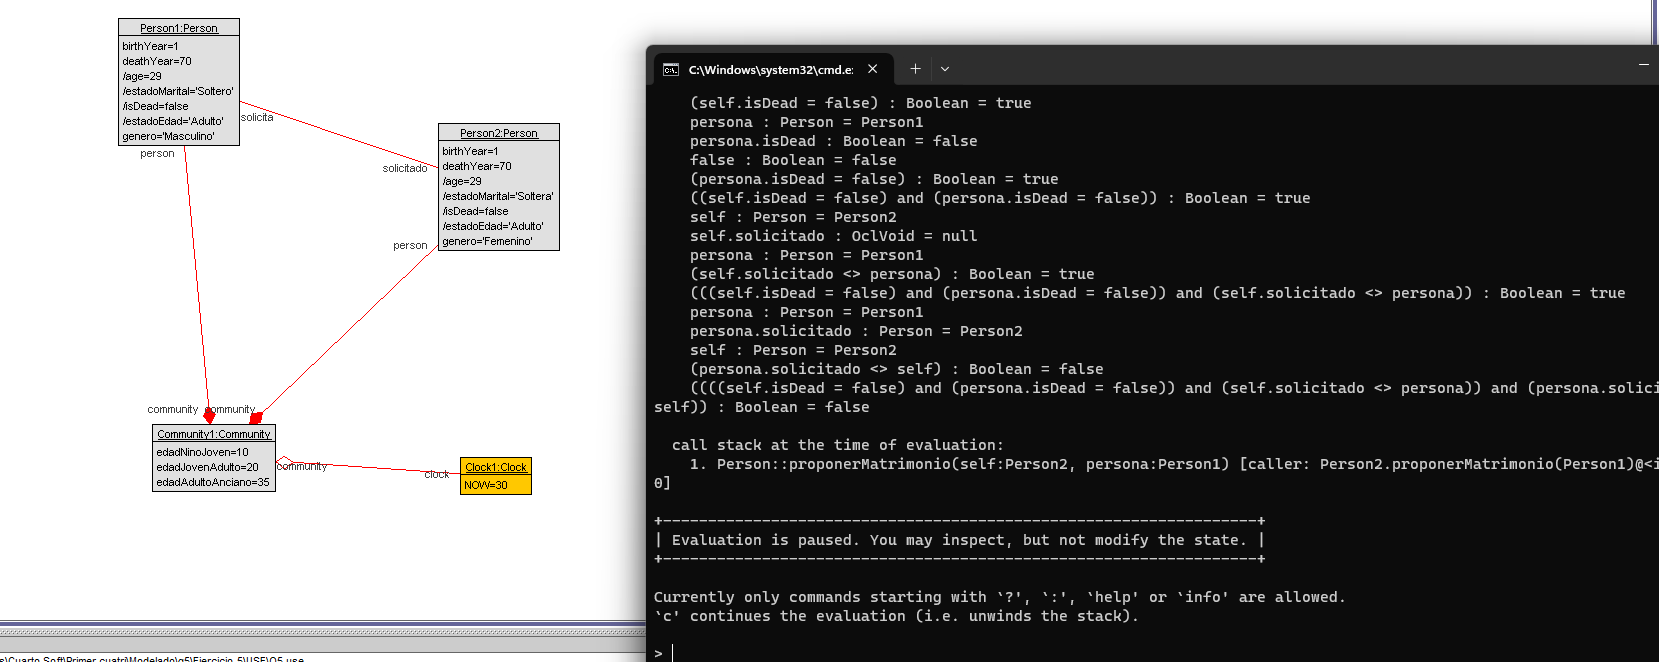 Person1:Person
birthYear=1
deathYear=70
/age=29
/estadoMarital='Soltero'
/isDead=false
/estadoEdad='Adulto'
genero='Masculino'
person
solicita
solicitado
Person2:Person
birthYear=1
deathYear=70
/age=29
/estadoMarital='Soltera'
/isDead=false
/estadoEdad='Adulto'
genero='Femenino'
person
community
community
Community1:Community
edadNinoJoven=10
edadJovenAdulto=20
edadAdultoAnciano=35
community
clock
Clock1:Clock
NOW=30
s\Cuarto Soft\Primer cuatri\Modelado\g5\Ejercicio 5\USE\O5.use
C:\Windows\system32\cmd.e
(self.isDead = false) : Boolean = true
persona : Person = Person1
persona.isDead : Boolean = false
false : Boolean = false
(persona.isDead = false) : Boolean = true
((self.isDead = false) and (persona.isDead = false)) : Boolean = true
self : Person = Person2
self.solicitado : OclVoid = null
persona : Person = Person1
(self.solicitado <> persona) : Boolean = true
(((self.isDead = false) and (persona.isDead = false)) and (self.solicitado <> persona)) : Boolean = true
persona : Person = Person1
persona.solicitado : Person = Person2
self : Person = Person2
(persona.solicitado <> self) : Boolean = false
((((self.isDead = false) and (persona.isDead = false)) and (self.solicitado <> persona)) and (persona.solici
self)) : Boolean = false
call stack at the time of evaluation:
1. Person::proponerMatrimonio(self:Person2, persona:Person1) [caller: Person2.proponerMatrimonio(Person1)@<i
0]
+----------------------------------------------------------------------+
| Evaluation is paused. You may inspect, but not modify the state. |
+----------------------------------------------------------------------+
Currently only commands starting with `?', `:', `help' or `info' are allowed.
`c' continues the evaluation (i.e. unwinds the stack).
>